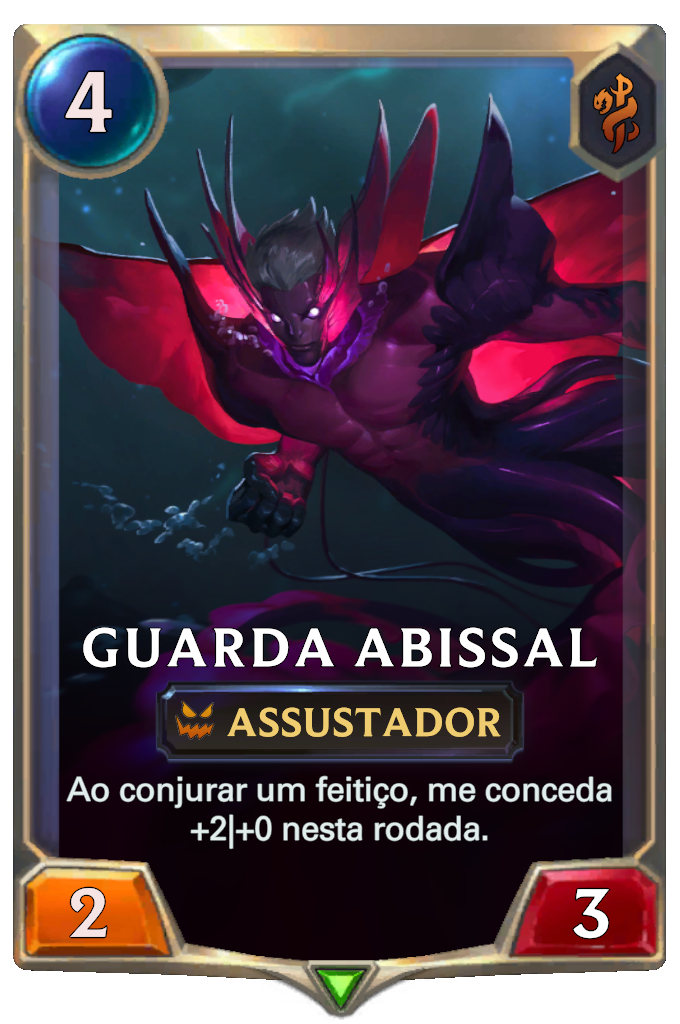 4
GUARDA ABISSAL
ASSUSTADOR
Ao conjurar um feitiço, me conceda
+2|+0 nesta rodada.
2
3